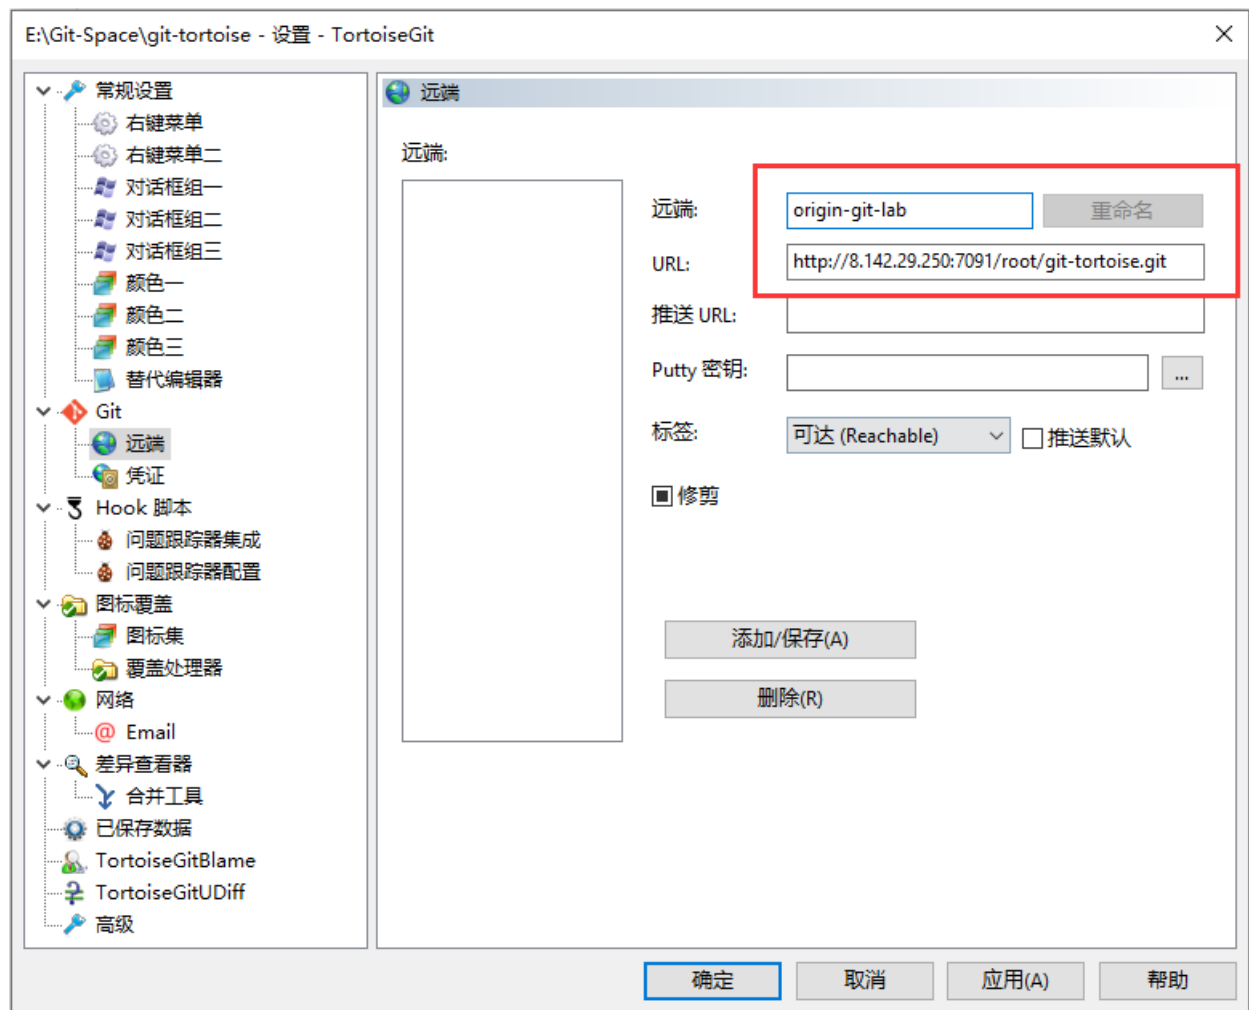 E:\Git-Space\git-tortoise - 设置 - TortoiseGit
常规设置
右键菜单
右键菜单二
对话框组一
对话框组二
对话框组三
颜色一
颜色二
颜色三
替代编辑器
Git
远端
凭证
Hook 脚本
问题跟踪器集成
问题跟踪器配置
图标覆盖
图标集
覆盖处理器
网络
Email
差异查看器
合并工具
已保存数据
TortoiseGitBlame
TortoiseGitUDiff
高级
远端
远端:
远端: origin-git-lab 重命名
URL: http://8.142.29.250:7091/root/git-tortoise.git
推送 URL:
Putty 密钥: ...
标签: 可达 (Reachable) 推送默认
修剪
添加/保存(A)
删除(R)
确定 取消 应用(A) 帮助